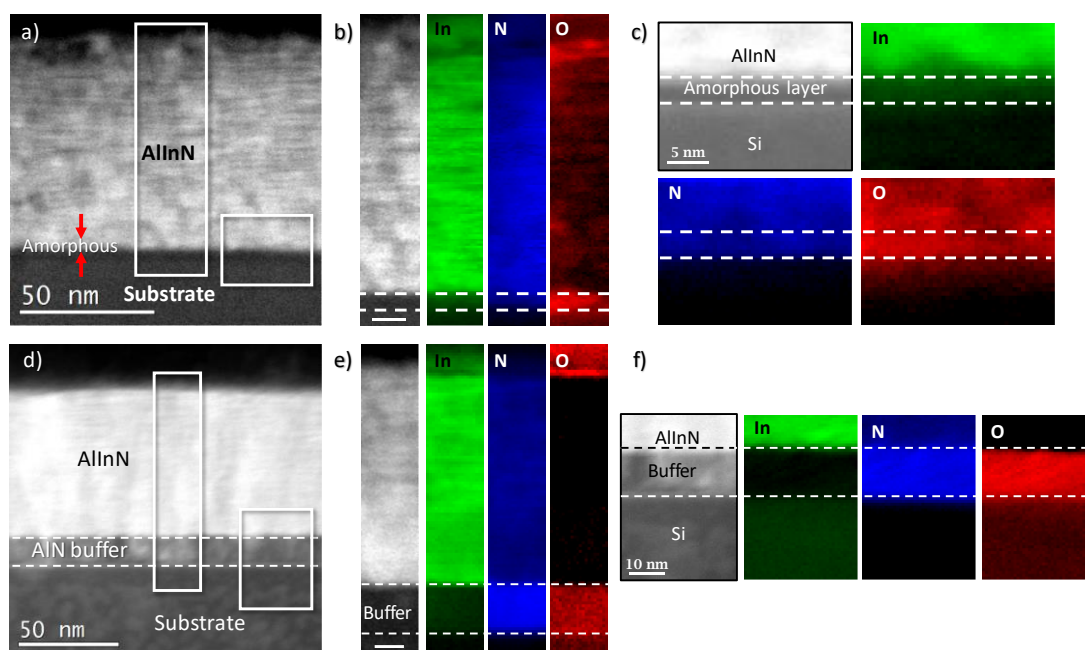 a)
AlInN
Amorphous
50 nm
Substrate
b)
In
N
O
c)
AlInN
Amorphous layer
Si
5 nm
In
N
O
d)
AlInN
AlN buffer
Substrate
50 nm
e)
Buffer
In
N
O
f)
AlInN
Buffer
Si
10 nm
In
N
O